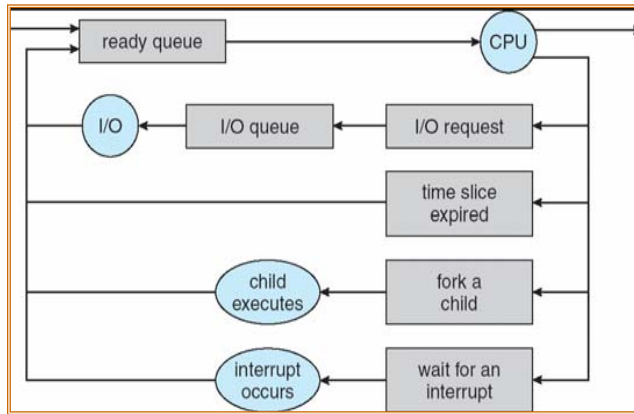 ready queue
CPU
I/O
I/O queue
I/O request
time slice
expired
child
executes
fork a
child
interrupt
occurs
wait for an
interrupt